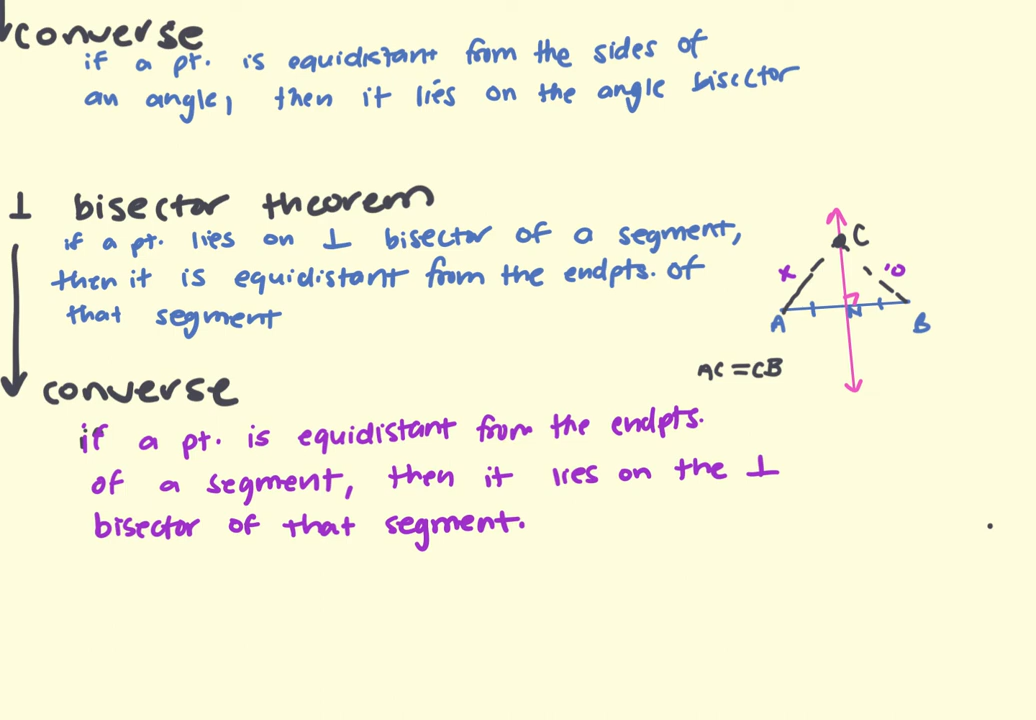 converse
if a pt. is equidistant from the sides of
an angle, then it lies on the angle bisector
⊥ bisector theorem
if a pt. lies on ⊥ bisector of a segment,
then it is equidistant from the endpts. of
that segment
C
x
10
A
N
B
AC = CB
converse
if a pt. is equidistant from the endpts.
of a segment, then it lies on the ⊥
bisector of that segment.